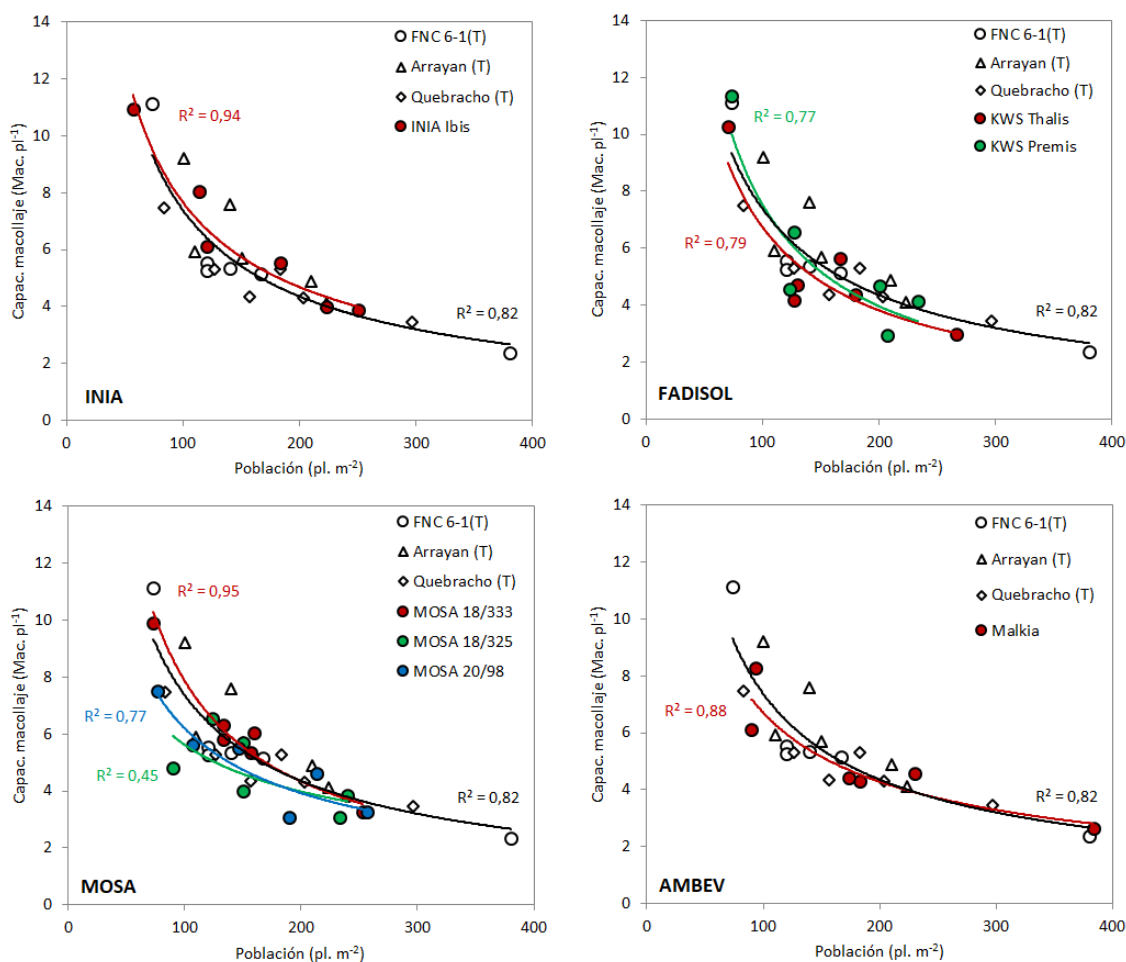 14
12
10
8
6
4
2
0
Capac. macollaje (Mac. pl⁻¹)
FNC 6-1(T)
Arrayan (T)
Quebracho (T)
INIA Ibis
R² = 0,94
R² = 0,82
INIA
0 100 200 300 400
Población (pl. m⁻²)
14
12
10
8
6
4
2
0
Capac. macollaje (Mac. pl⁻¹)
FNC 6-1(T)
Arrayan (T)
Quebracho (T)
KWS Thalis
KWS Premis
R² = 0,77
R² = 0,79
R² = 0,82
FADISOL
0 100 200 300 400
Población (pl. m⁻²)
14
12
10
8
6
4
2
0
Capac. macollaje (Mac. pl⁻¹)
FNC 6-1(T)
Arrayan (T)
Quebracho (T)
MOSA 18/333
MOSA 18/325
MOSA 20/98
R² = 0,95
R² = 0,77
R² = 0,45
R² = 0,82
MOSA
0 100 200 300 400
Población (pl. m⁻²)
14
12
10
8
6
4
2
0
Capac. macollaje (Mac. pl⁻¹)
FNC 6-1(T)
Arrayan (T)
Quebracho (T)
Malkia
R² = 0,88
R² = 0,82
AMBEV
0 100 200 300 400
Población (pl. m⁻²)